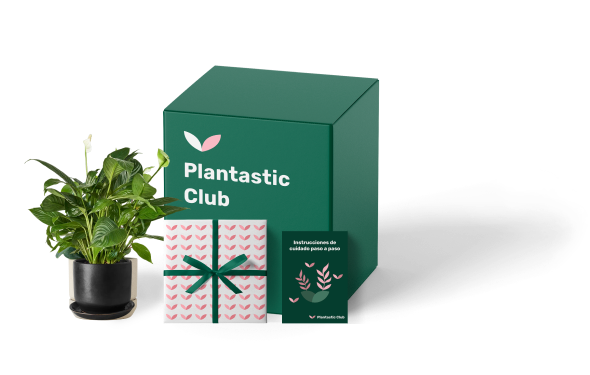 Plantastic
Club
Instrucciones de
cuidado paso a paso
Plantastic Club